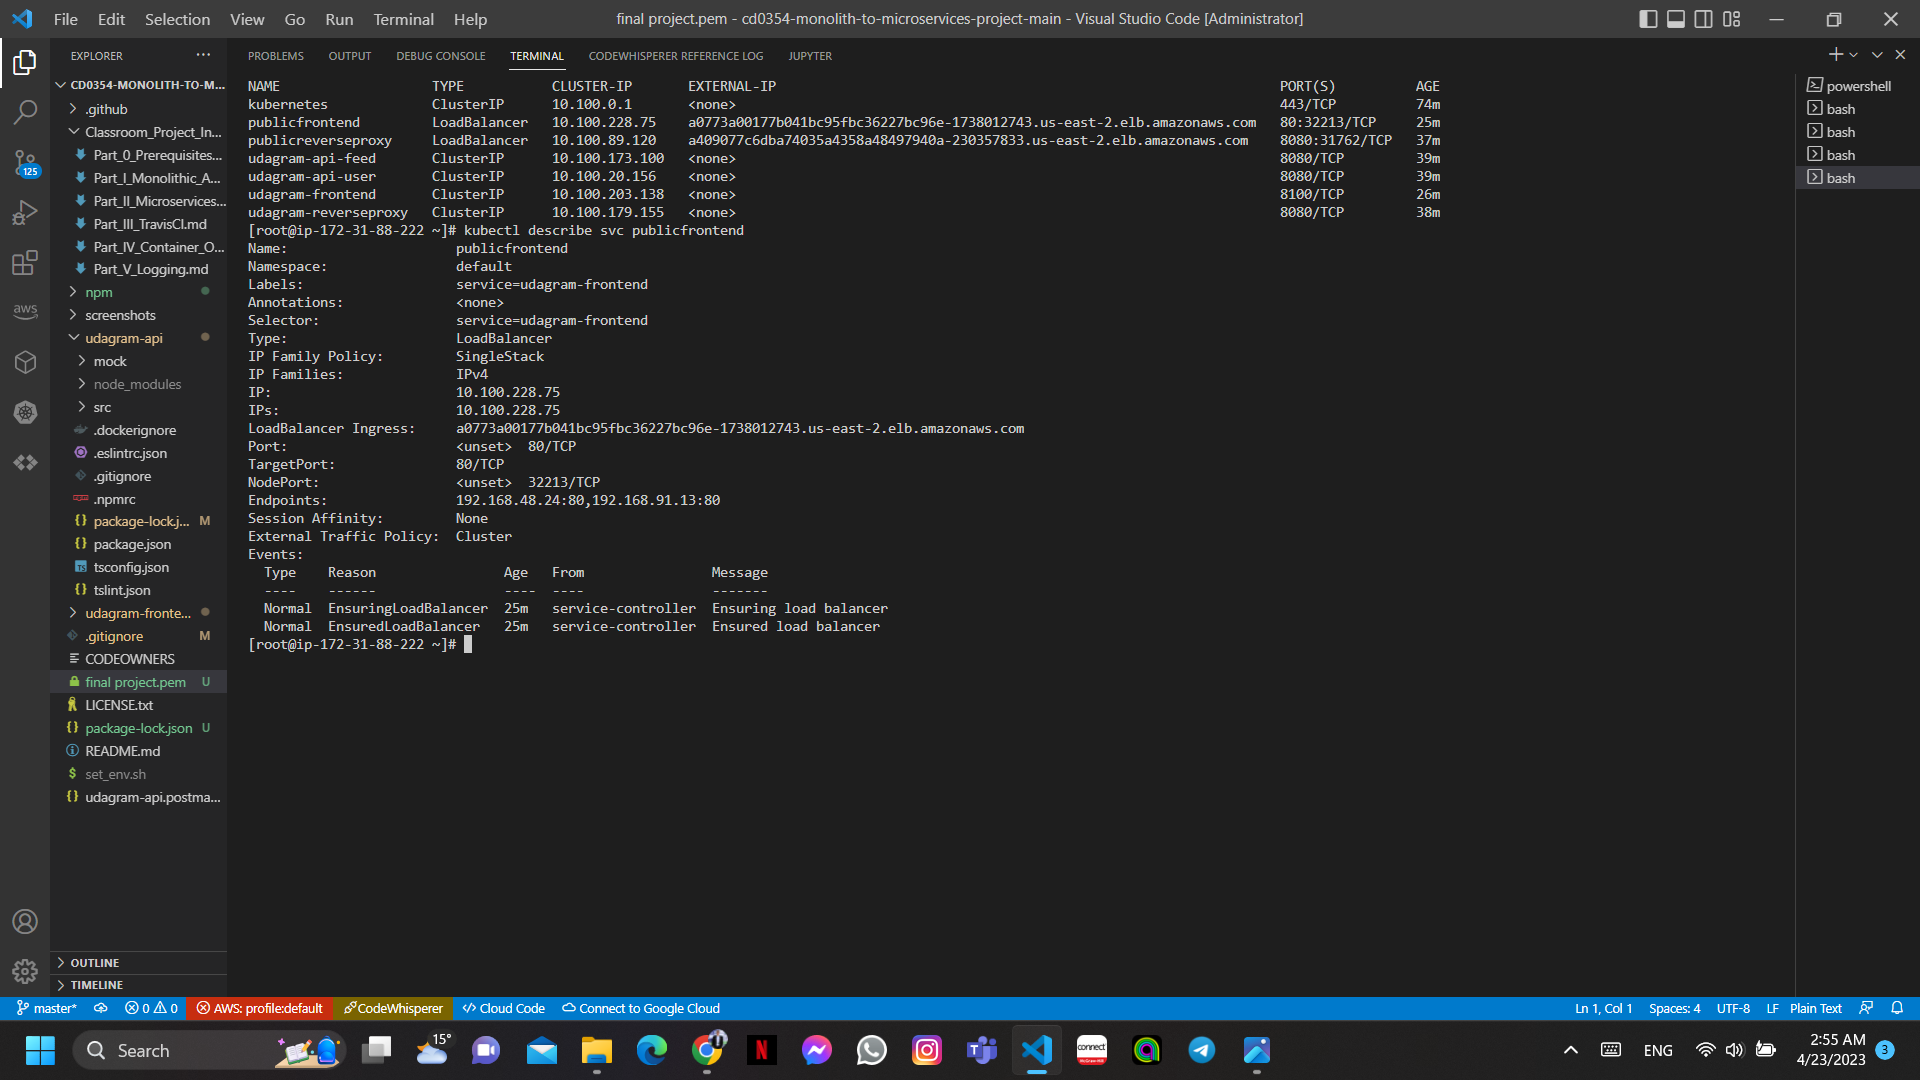 File Edit Selection View Go Run Terminal Help final project.pem - cd0354-monolith-to-microservices-project-main - Visual Studio Code [Administrator]
EXPLORER ···
CD0354-MONOLITH-TO-M...
.github
Classroom_Project_In...
Part_0_Prerequisites...
Part_I_Monolithic_A...
Part_II_Microservices...
Part_III_TravisCI.md
Part_IV_Container_O...
Part_V_Logging.md
npm
screenshots
udagram-api
mock
node_modules
src
.dockerignore
.eslintrc.json
.gitignore
.npmrc
package-lock.j... M
package.json
tsconfig.json
tslint.json
udagram-fronte...
.gitignore M
CODEOWNERS
final project.pem U
LICENSE.txt
package-lock.json U
README.md
set_env.sh
udagram-api.postma...
OUTLINE
TIMELINE
125
aws
PROBLEMS OUTPUT DEBUG CONSOLE TERMINAL CODEWHISPERER REFERENCE LOG JUPYTER
NAME TYPE CLUSTER-IP EXTERNAL-IP PORT(S) AGE
kubernetes ClusterIP 10.100.0.1 <none> 443/TCP 74m
publicfrontend LoadBalancer 10.100.228.75 a0773a00177b041bc95fbc36227bc96e-1738012743.us-east-2.elb.amazonaws.com 80:32213/TCP 25m
publicreverseproxy LoadBalancer 10.100.89.120 a409077c6dba74035a4358a48497940a-230357833.us-east-2.elb.amazonaws.com 8080:31762/TCP 37m
udagram-api-feed ClusterIP 10.100.173.100 <none> 8080/TCP 39m
udagram-api-user ClusterIP 10.100.20.156 <none> 8080/TCP 39m
udagram-frontend ClusterIP 10.100.203.138 <none> 8100/TCP 26m
udagram-reverseproxy ClusterIP 10.100.179.155 <none> 8080/TCP 38m
[root@ip-172-31-88-222 ~]# kubectl describe svc publicfrontend
Name: publicfrontend
Namespace: default
Labels: service=udagram-frontend
Annotations: <none>
Selector: service=udagram-frontend
Type: LoadBalancer
IP Family Policy: SingleStack
IP Families: IPv4
IP: 10.100.228.75
IPs: 10.100.228.75
LoadBalancer Ingress: a0773a00177b041bc95fbc36227bc96e-1738012743.us-east-2.elb.amazonaws.com
Port: <unset> 80/TCP
TargetPort: 80/TCP
NodePort: <unset> 32213/TCP
Endpoints: 192.168.48.24:80,192.168.91.13:80
Session Affinity: None
External Traffic Policy: Cluster
Events:
Type Reason Age From Message
---- ------ ---- ---- -------
Normal EnsuringLoadBalancer 25m service-controller Ensuring load balancer
Normal EnsuredLoadBalancer 25m service-controller Ensured load balancer
[root@ip-172-31-88-222 ~]#
powershell
bash
bash
bash
bash
master* 0 0 AWS: profile:default CodeWhisperer Cloud Code Connect to Google Cloud Ln 1, Col 1 Spaces: 4 UTF-8 LF Plain Text
Search 15° connect ENG 2:55 AM 3
4/23/2023